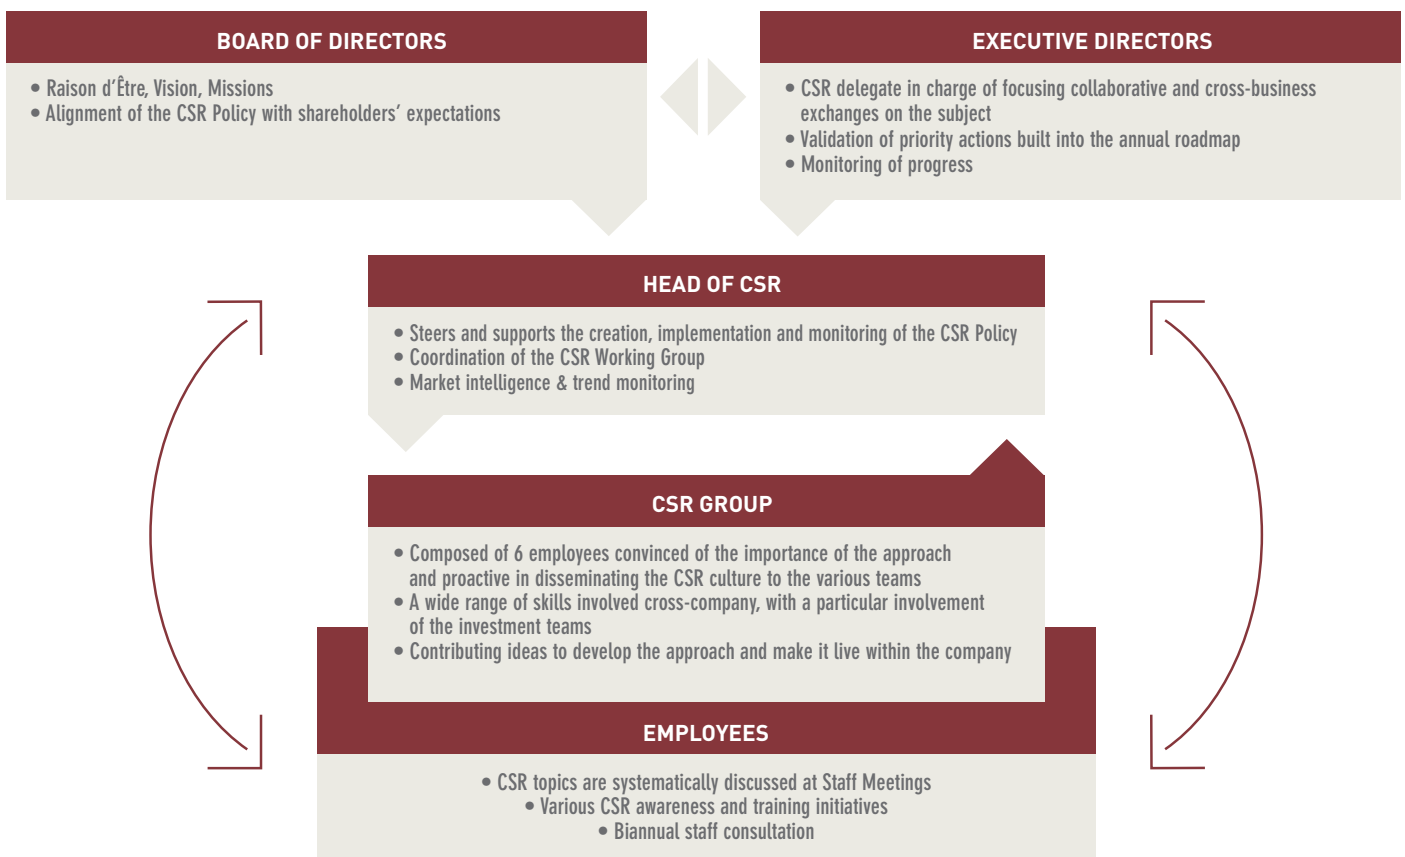 BOARD OF DIRECTORS
• Raison d’Être, Vision, Missions
• Alignment of the CSR Policy with shareholders’ expectations
EXECUTIVE DIRECTORS
• CSR delegate in charge of focusing collaborative and cross-business
exchanges on the subject
• Validation of priority actions built into the annual roadmap
• Monitoring of progress
HEAD OF CSR
• Steers and supports the creation, implementation and monitoring of the CSR Policy
• Coordination of the CSR Working Group
• Market intelligence & trend monitoring
CSR GROUP
• Composed of 6 employees convinced of the importance of the approach
and proactive in disseminating the CSR culture to the various teams
• A wide range of skills involved cross-company, with a particular involvement
of the investment teams
• Contributing ideas to develop the approach and make it live within the company
EMPLOYEES
• CSR topics are systematically discussed at Staff Meetings
• Various CSR awareness and training initiatives
• Biannual staff consultation